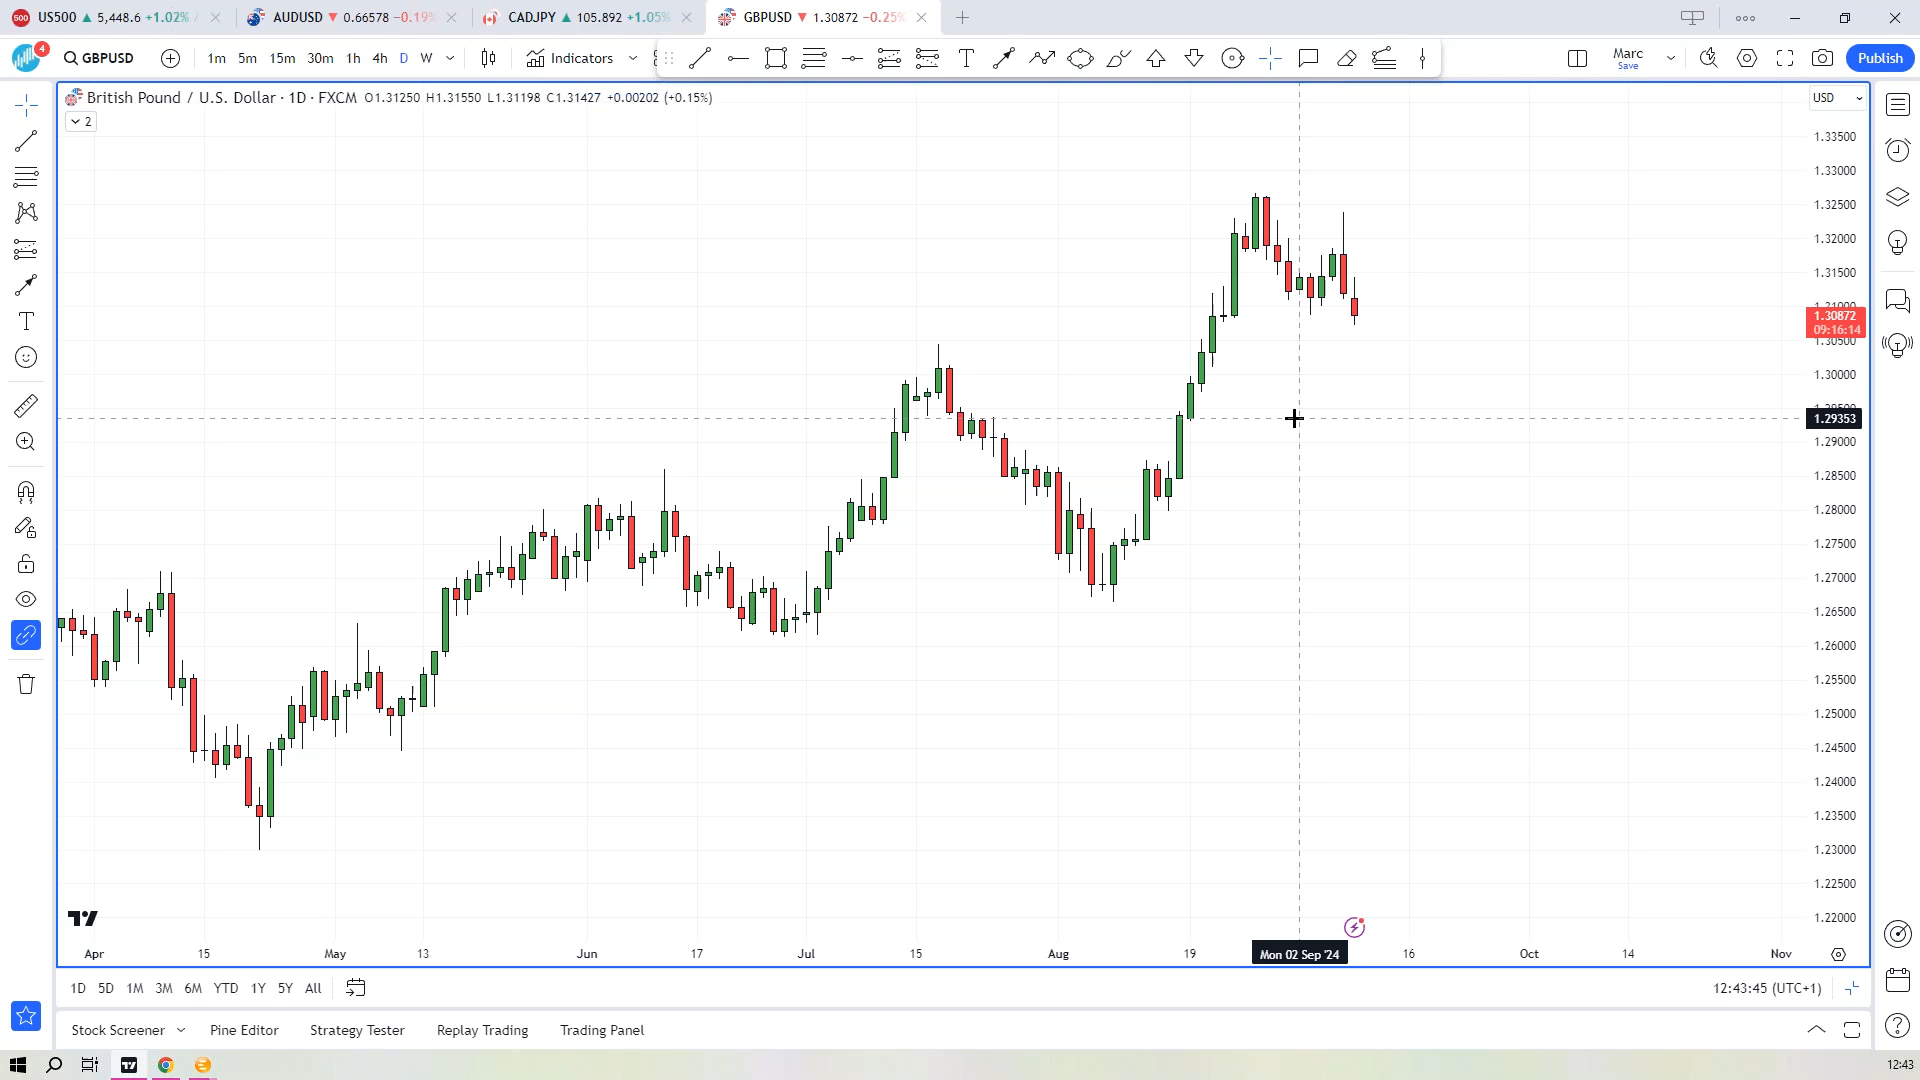 500 US500 5,448.6 +1.02%
AUDUSD 0.66578 −0.19%
CADJPY 105.892 +1.05%
GBPUSD 1.30872 −0.25%
4
GBPUSD 1m 5m 15m 30m 1h 4h D W Indicators
Marc
Save
Publish
British Pound / U.S. Dollar · 1D · FXCM O1.31250 H1.31550 L1.31198 C1.31427 +0.00202 (+0.15%)
USD
2
1.33500
1.33000
1.32500
1.32000
1.31500
1.31000
1.30872
09:16:14
1.30500
1.30000
1.29500
1.29353
1.29000
1.28500
1.28000
1.27500
1.27000
1.26500
1.26000
1.25500
1.25000
1.24500
1.24000
1.23500
1.23000
1.22500
1.22000
Apr 15 May 13 Jun 17 Jul 15 Aug 19 Mon 02 Sep '24 16 Oct 14 Nov
1D 5D 1M 3M 6M YTD 1Y 5Y All
12:43:45 (UTC+1)
Stock Screener Pine Editor Strategy Tester Replay Trading Trading Panel
12:43